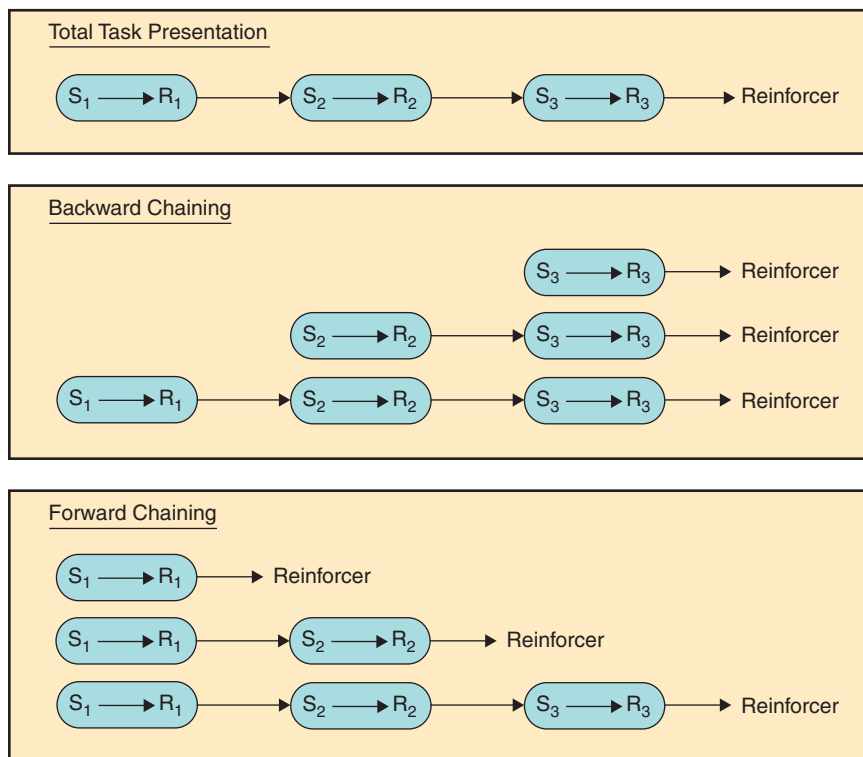 Total Task Presentation
S₁ → R₁ → S₂ → R₂ → S₃ → R₃ → Reinforcer
Backward Chaining
S₃ → R₃ → Reinforcer
S₂ → R₂ → S₃ → R₃ → Reinforcer
S₁ → R₁ → S₂ → R₂ → S₃ → R₃ → Reinforcer
Forward Chaining
S₁ → R₁ → Reinforcer
S₁ → R₁ → S₂ → R₂ → Reinforcer
S₁ → R₁ → S₂ → R₂ → S₃ → R₃ → Reinforcer